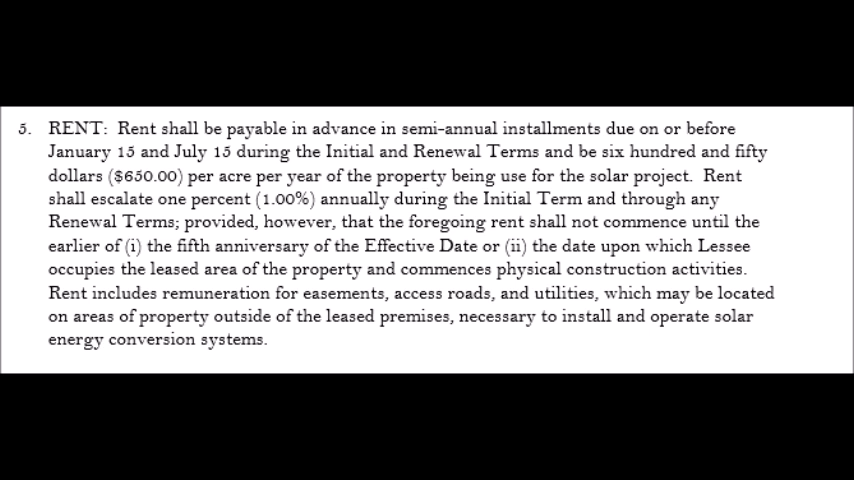 5. RENT: Rent shall be payable in advance in semi-annual installments due on or before
January 15 and July 15 during the Initial and Renewal Terms and be six hundred and fifty
dollars ($650.00) per acre per year of the property being use for the solar project. Rent
shall escalate one percent (1.00%) annually during the Initial Term and through any
Renewal Terms; provided, however, that the foregoing rent shall not commence until the
earlier of (i) the fifth anniversary of the Effective Date or (ii) the date upon which Lessee
occupies the leased area of the property and commences physical construction activities.
Rent includes remuneration for easements, access roads, and utilities, which may be located
on areas of property outside of the leased premises, necessary to install and operate solar
energy conversion systems.